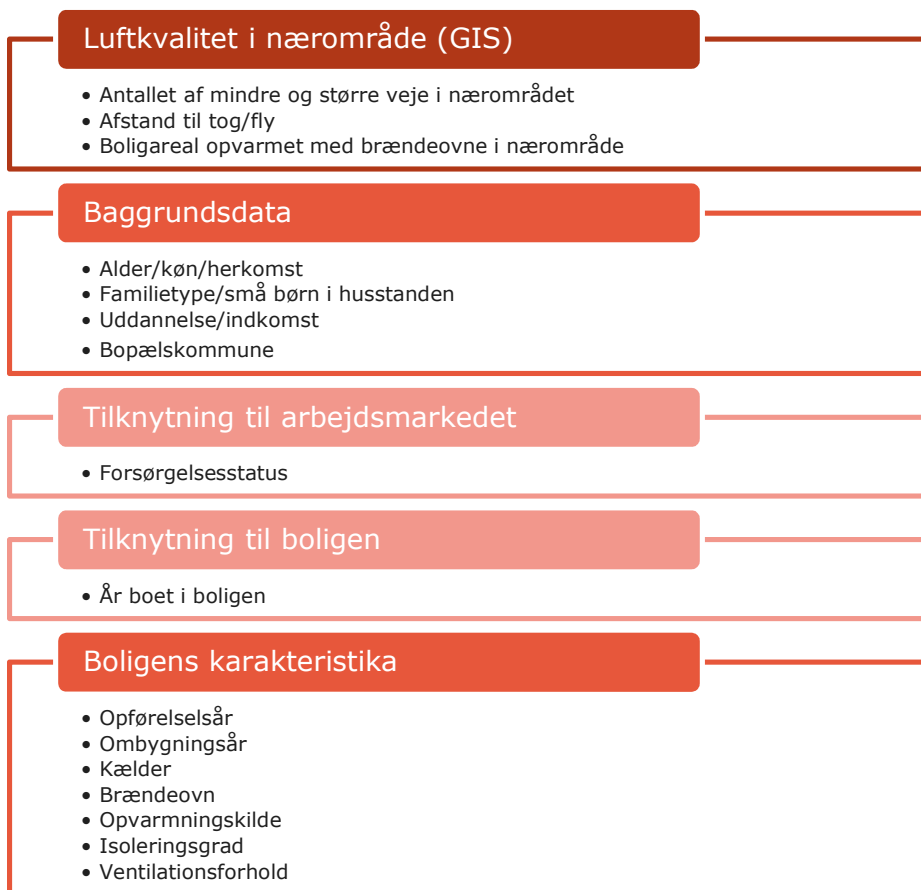 Luftkvalitet i nærområde (GIS)
• Antallet af mindre og større veje i nærområdet
• Afstand til tog/fly
• Boligareal opvarmet med brændeovne i nærområde
Baggrundsdata
• Alder/køn/herkomst
• Familietype/små børn i husstanden
• Uddannelse/indkomst
• Bopælskommune
Tilknytning til arbejdsmarkedet
• Forsørgelsesstatus
Tilknytning til boligen
• År boet i boligen
Boligens karakteristika
• Opførelselsår
• Ombygningsår
• Kælder
• Brændeovn
• Opvarmningskilde
• Isoleringsgrad
• Ventilationsforhold